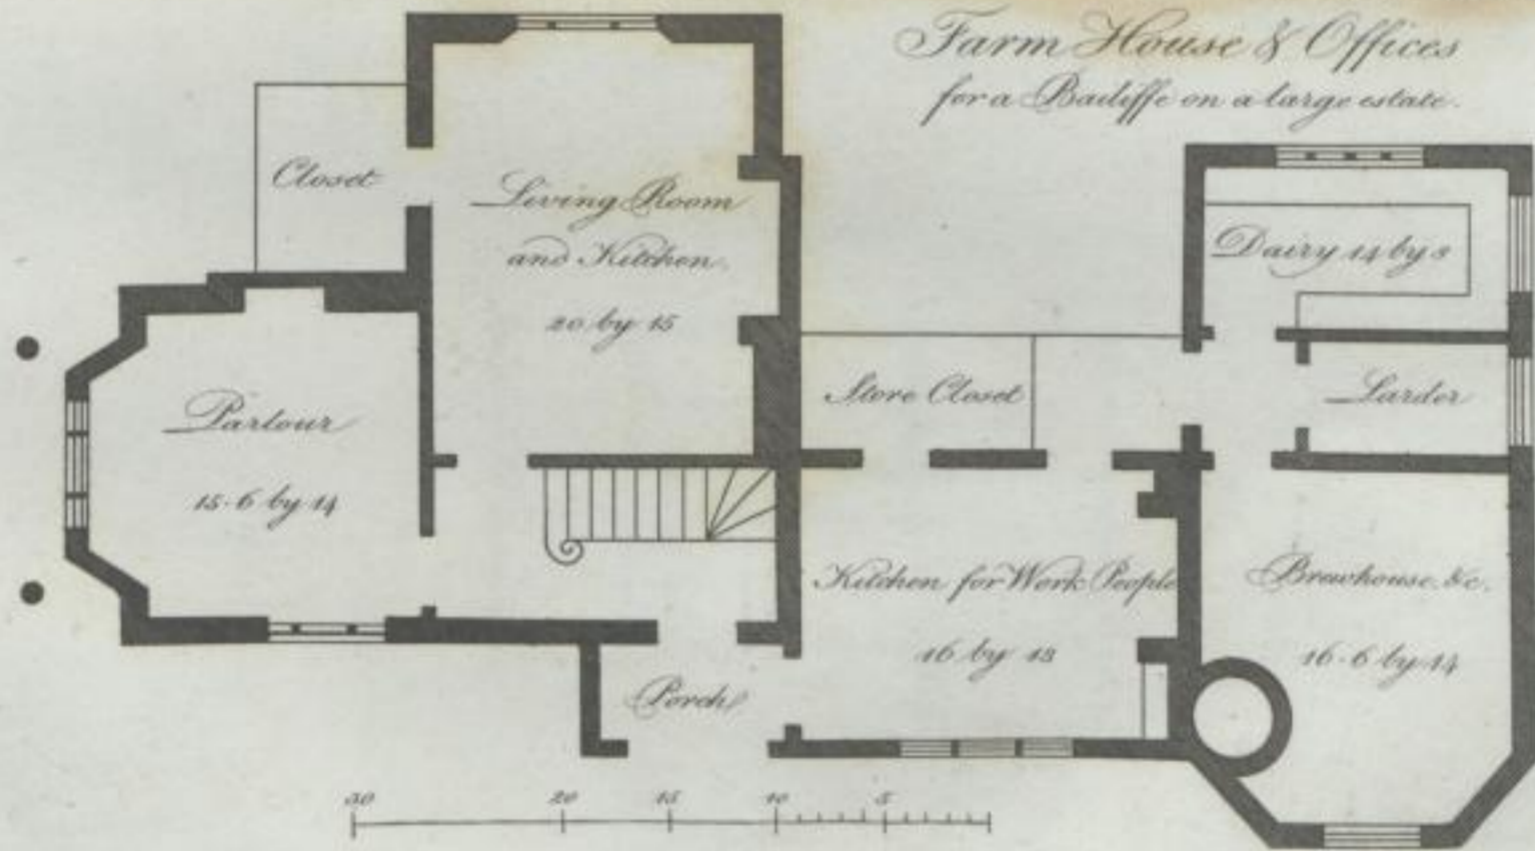 Farm House & Offices
for a Bailiffe on a large estate.
Closet
Living Room
and Kitchen.
20 by 15
Dairy 14 by 8
Parlour
15.6 by 14
Store Closet
Larder
Kitchen for Work People
16 by 13
Brewhouse. &c.
16.6 by 14
Porch
30 20 15 10 5